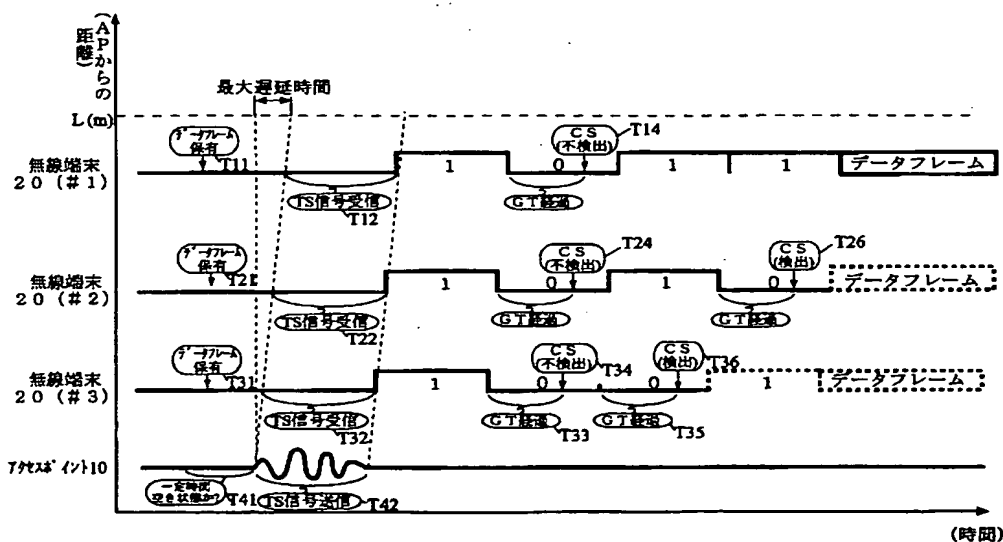 (APからの
距離)
最大遅延時間
L(m)
データフレーム
保有
T11
CS
(不検出)
T14
無線端末
20(#1)
1
0
1
1
データフレーム
TS信号受信
T12
GT経過
データフレーム
保有
T21
CS
(不検出)
T24
CS
(検出)
T26
無線端末
20(#2)
1
0
1
0
データフレーム
TS信号受信
T22
GT経過
GT経過
データフレーム
保有
T31
CS
(不検出)
T34
CS
(検出)
T36
無線端末
20(#3)
1
0
0
1
データフレーム
TS信号受信
T32
GT経過
T33
GT経過
T35
アクセスポイント10
一定時間
空き状態か?
T41
TS信号送信
T42
(時間)